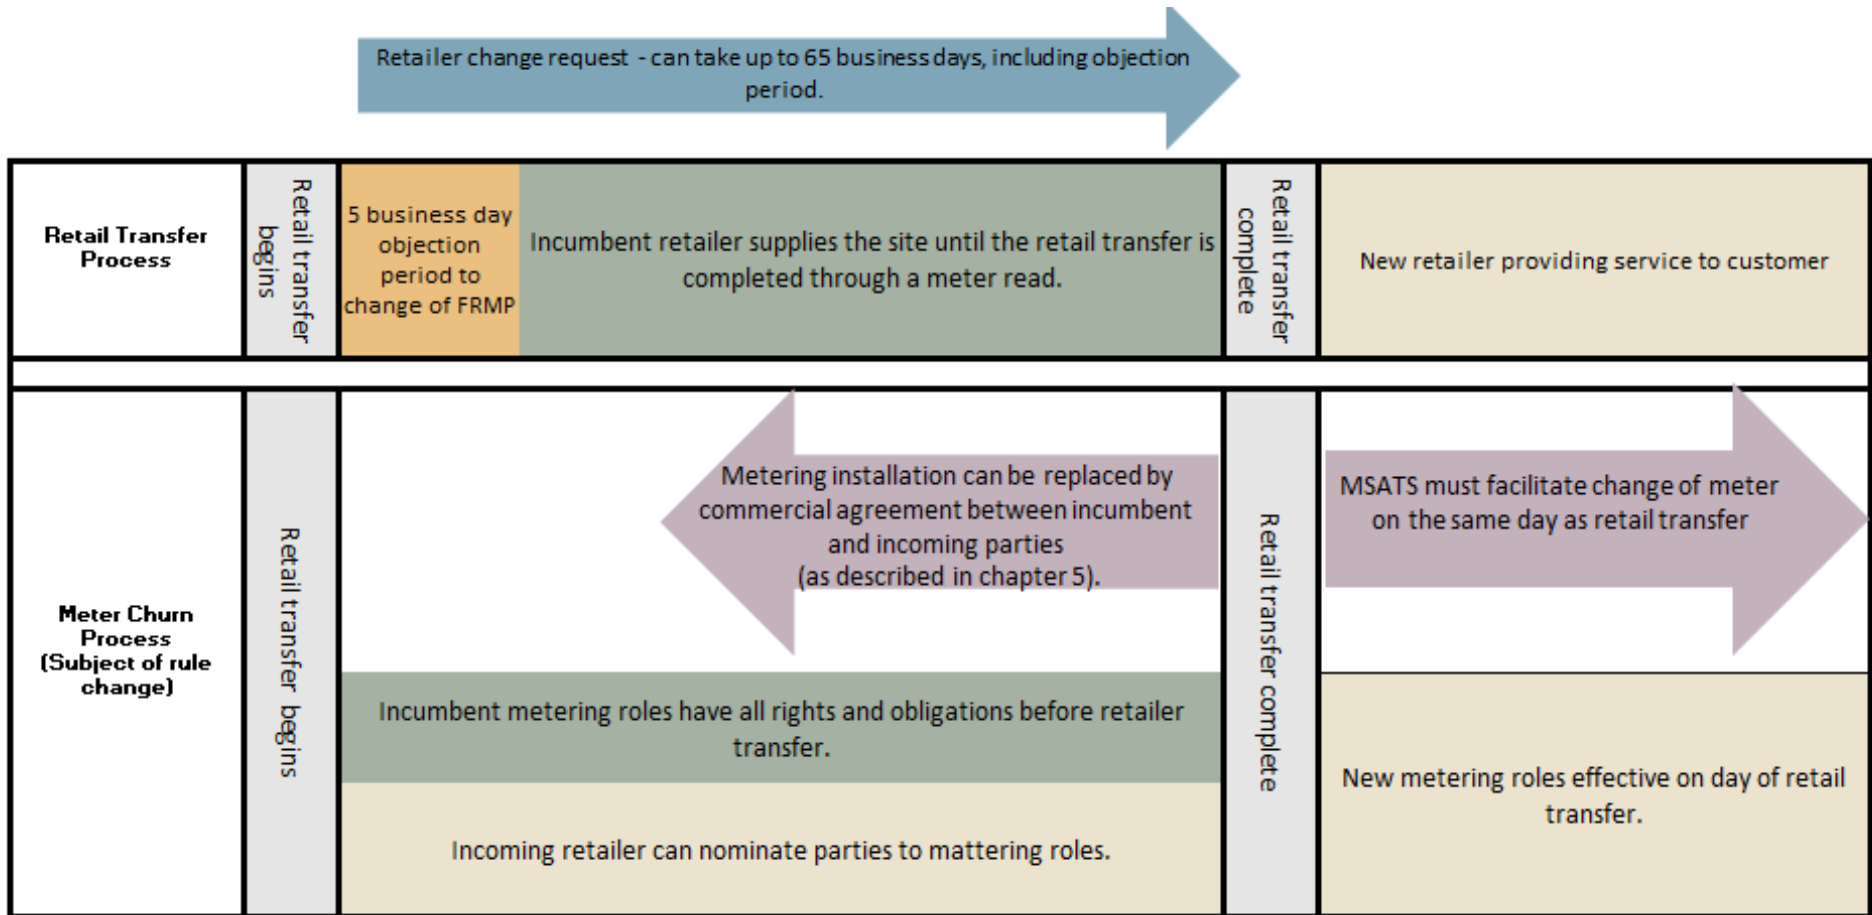 Retailer change request - can take up to 65 business days, including objection
period.
Retail Transfer
Process
Retail transfer
begins
5 business day
objection
period to
change of FRMP
Incumbent retailer supplies the site until the retail transfer is
completed through a meter read.
Retail transfer
complete
New retailer providing service to customer
Meter Churn
Process
(Subject of rule
change)
Retail transfer begins
Metering installation can be replaced by
commercial agreement between incumbent
and incoming parties
(as described in chapter 5).
Incumbent metering roles have all rights and obligations before retailer
transfer.
Incoming retailer can nominate parties to mattering roles.
Retail transfer complete
MSATS must facilitate change of meter
on the same day as retail transfer
New metering roles effective on day of retail
transfer.